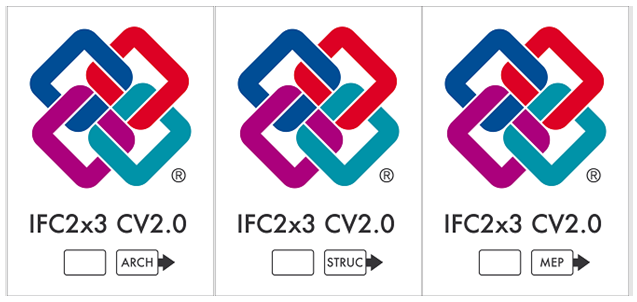 ®
IFC2x3 CV2.0
ARCH
®
IFC2x3 CV2.0
STRUC
®
IFC2x3 CV2.0
MEP